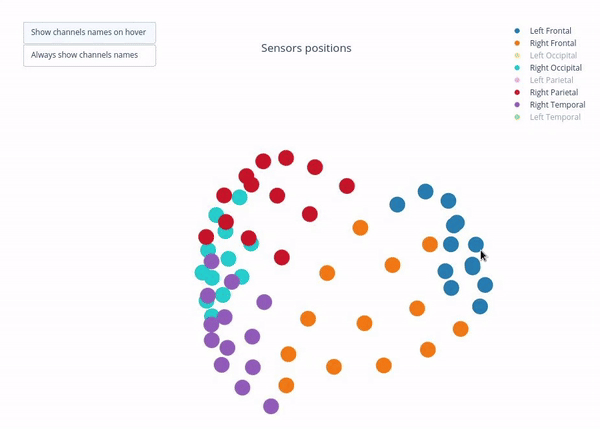 Show channels names on hover
Always show channels names
Sensors positions
Left Frontal
Right Frontal
Left Occipital
Right Occipital
Left Parietal
Right Parietal
Right Temporal
Left Temporal